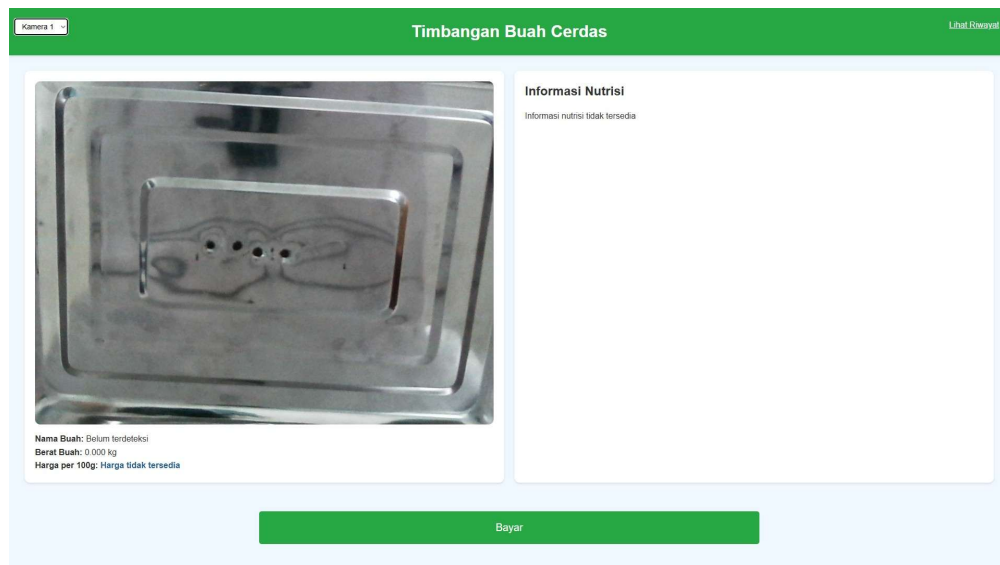 Kamera 1
Timbangan Buah Cerdas
Lihat Riwayat
Nama Buah: Belum terdeteksi
Berat Buah: 0.000 kg
Harga per 100g: Harga tidak tersedia
Informasi Nutrisi
Informasi nutrisi tidak tersedia
Bayar